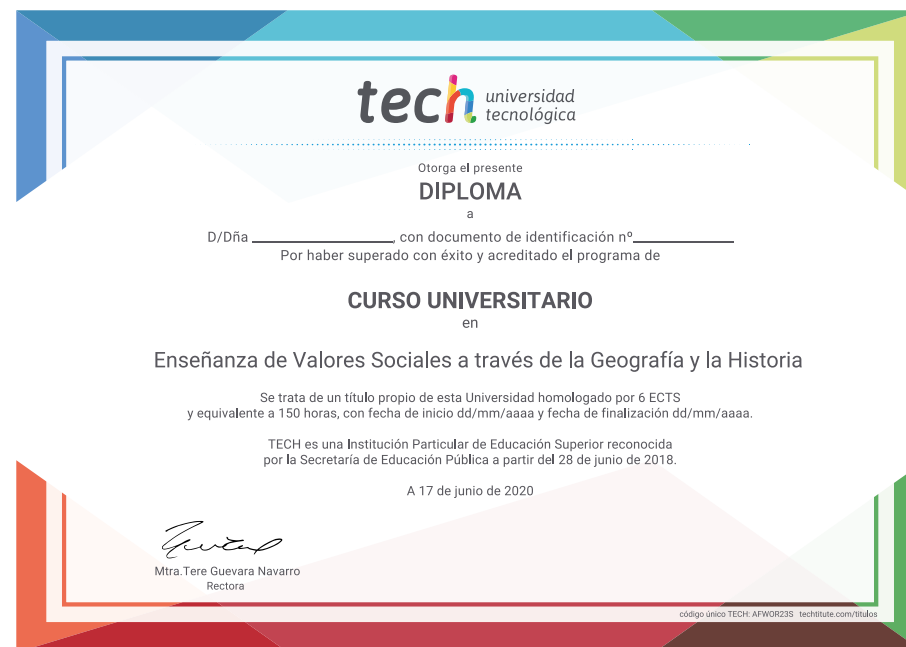 tech universidad
tecnológica
Otorga el presente
DIPLOMA
a
D/Dña ____________________, con documento de identificación nº______________
Por haber superado con éxito y acreditado el programa de
CURSO UNIVERSITARIO
en
Enseñanza de Valores Sociales a través de la Geografía y la Historia
Se trata de un título propio de esta Universidad homologado por 6 ECTS
y equivalente a 150 horas, con fecha de inicio dd/mm/aaaa y fecha de finalización dd/mm/aaaa.
TECH es una Institución Particular de Educación Superior reconocida
por la Secretaría de Educación Pública a partir del 28 de junio de 2018.
A 17 de junio de 2020
Mtra.Tere Guevara Navarro
Rectora
código único TECH: AFWOR23S techtitute.com/titulos